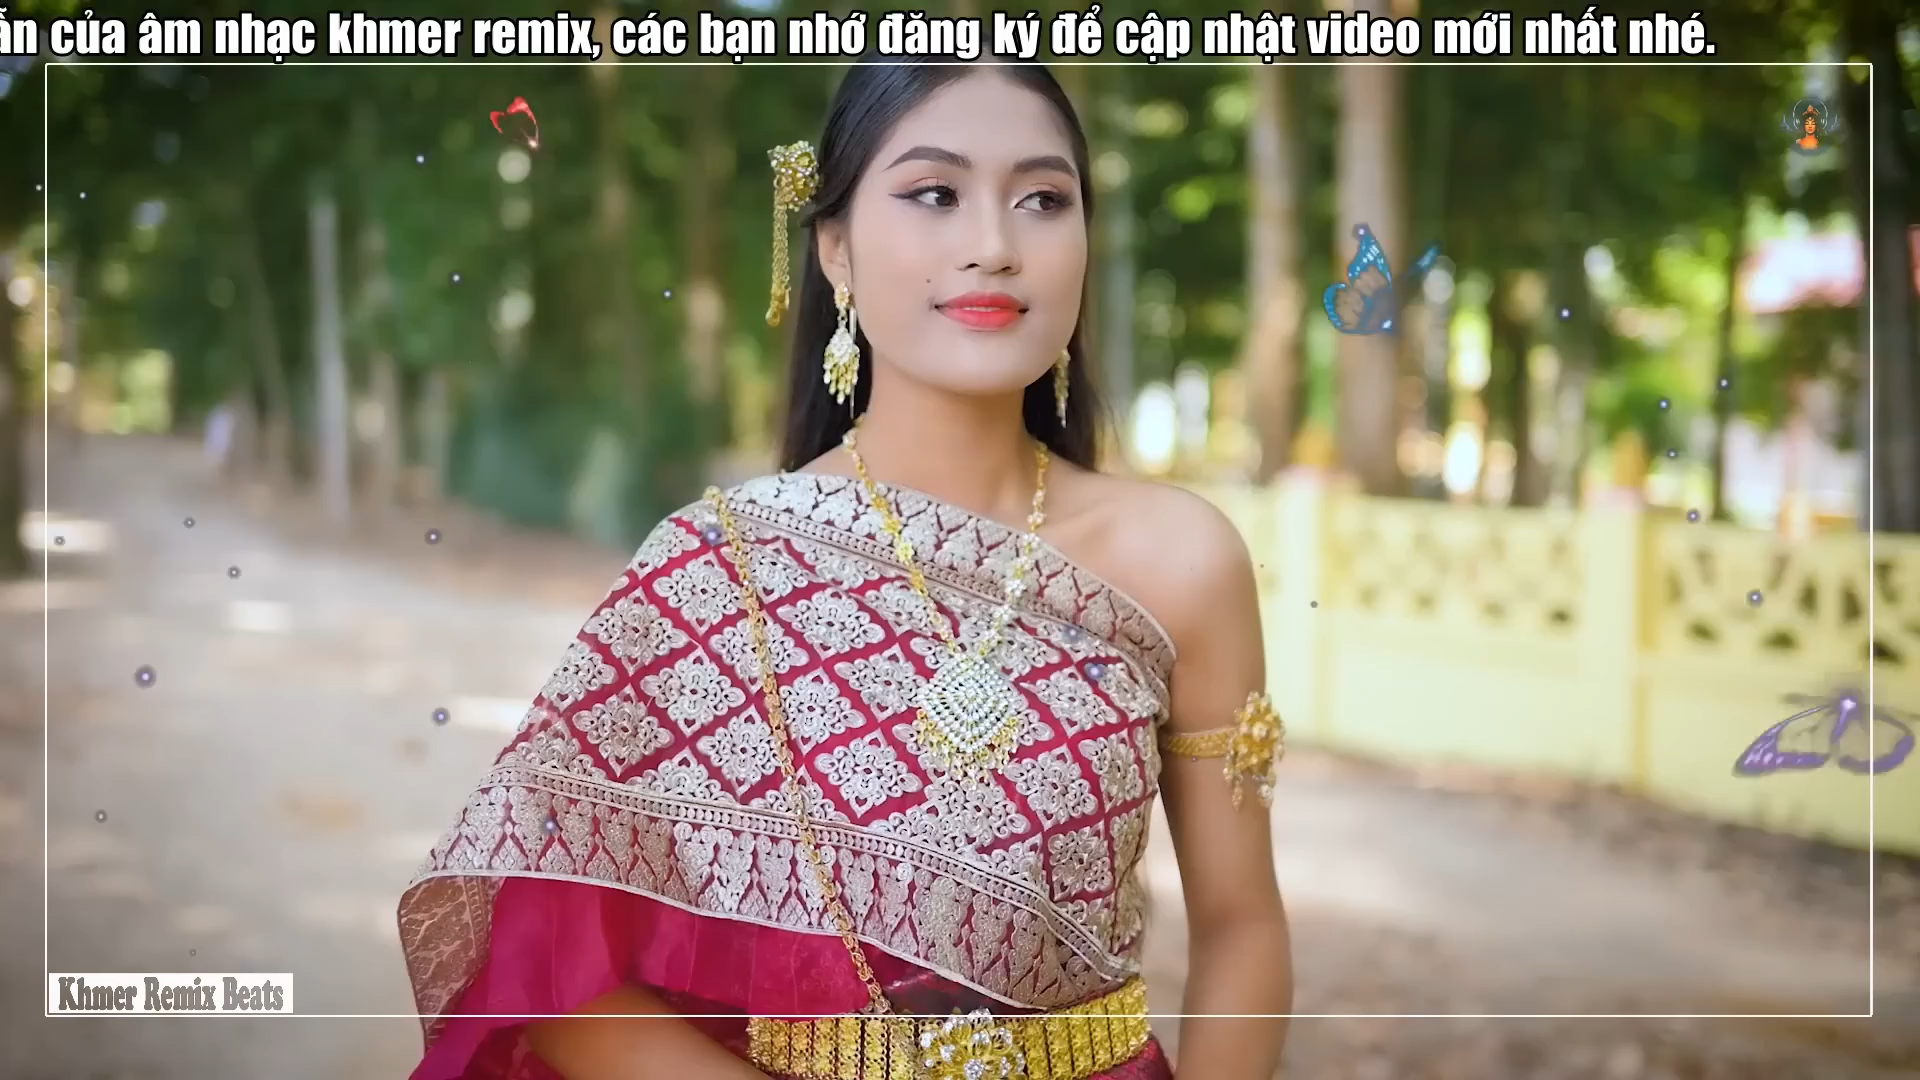 của âm nhạc khmer remix, các bạn nhớ đăng ký để cập nhật video mới nhất nhé.
Khmer Remix Beats